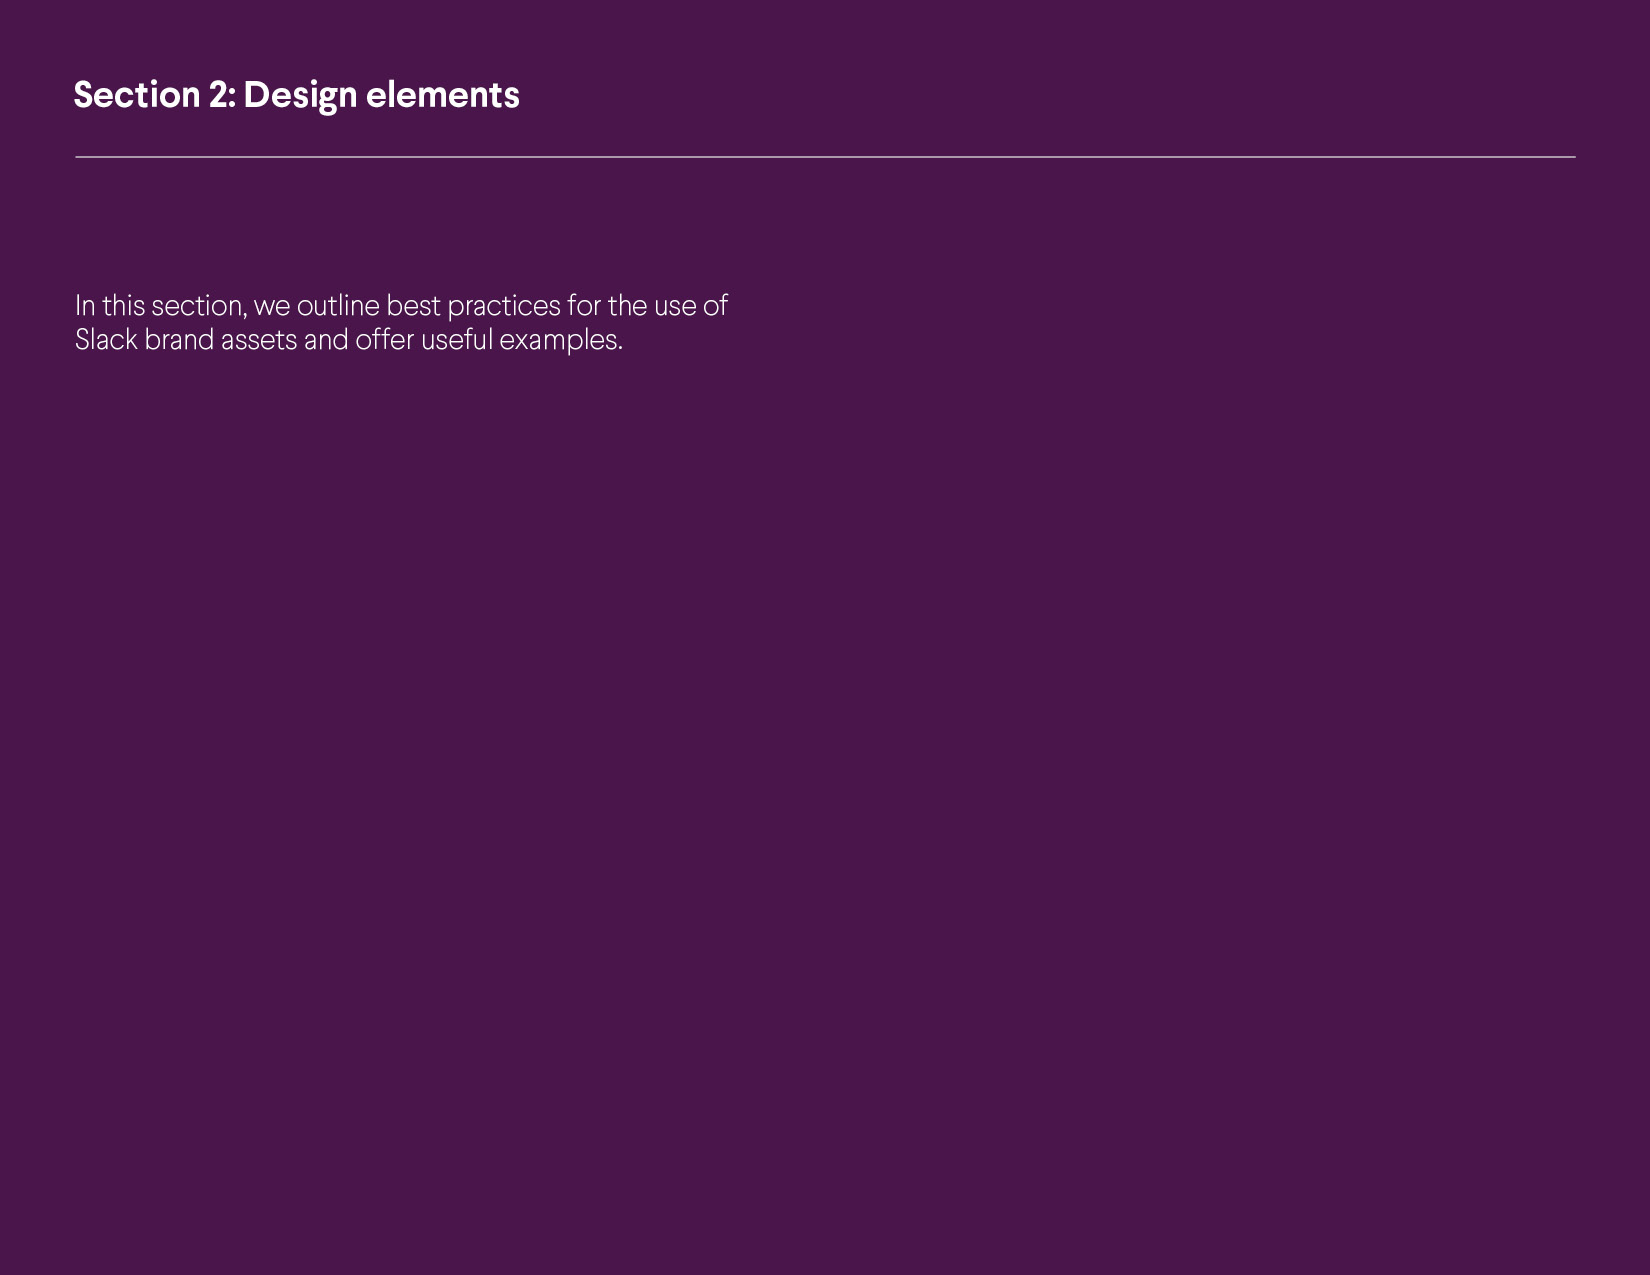 Section 2: Design elements
In this section, we outline best practices for the use of
Slack brand assets and offer useful examples.